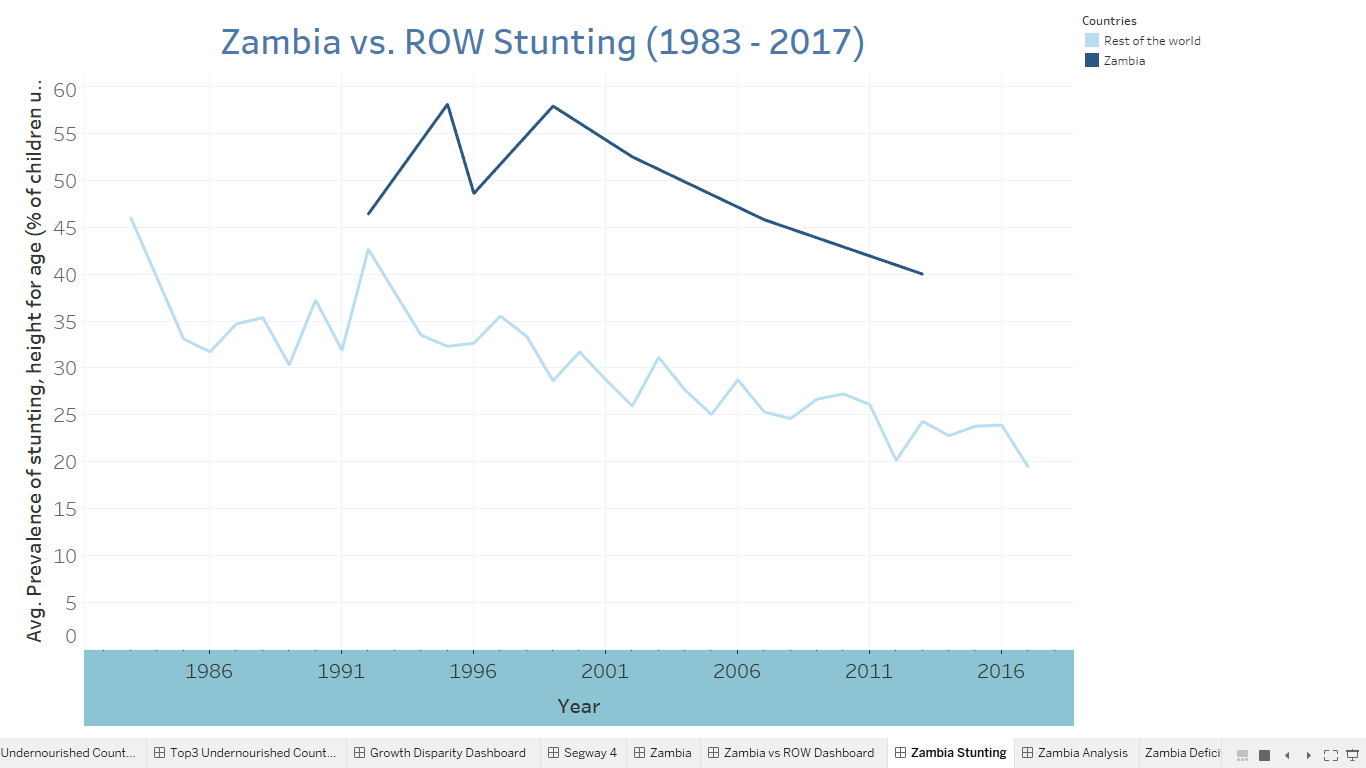 Zambia vs. ROW Stunting (1983 - 2017)
Countries
Rest of the world
Zambia
Avg. Prevalence of stunting, height for age (% of children u..
60
55
50
45
40
35
30
25
20
15
10
5
0
1986 1991 1996 2001 2006 2011 2016
Year
Undernourished Count... Top3 Undernourished Count... Growth Disparity Dashboard Segway 4 Zambia Zambia vs ROW Dashboard Zambia Stunting Zambia Analysis Zambia Defici